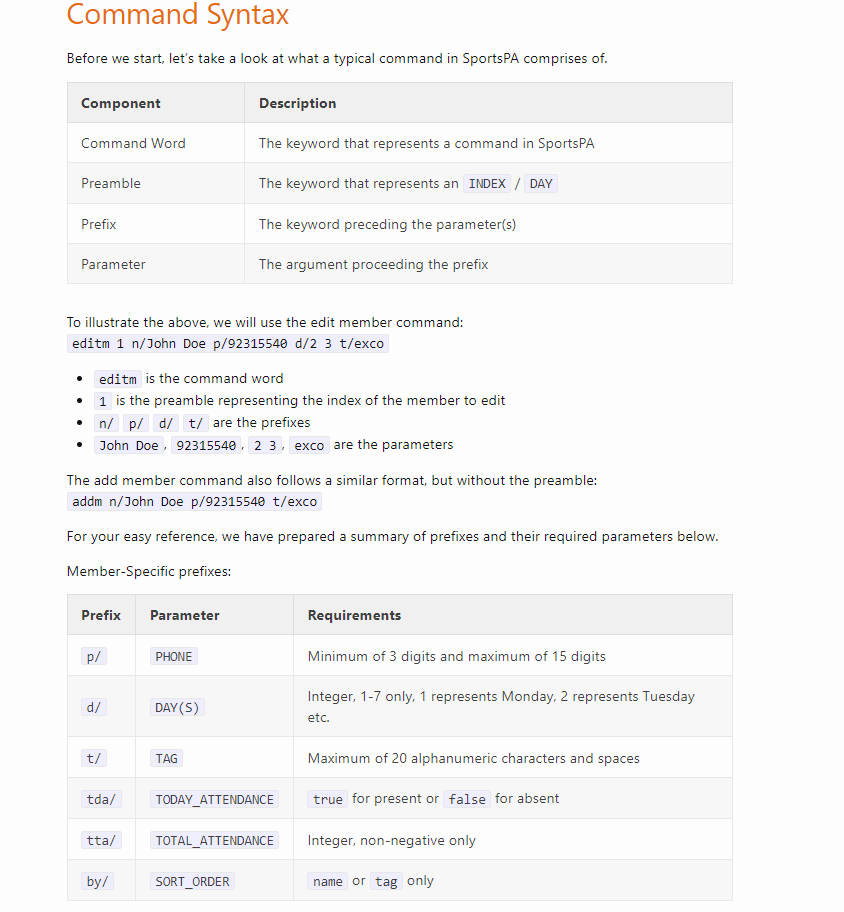 Command Syntax
Before we start, let's take a look at what a typical command in SportsPA comprises of.
Component Description
Command Word The keyword that represents a command in SportsPA
Preamble The keyword that represents an INDEX / DAY
Prefix The keyword preceding the parameter(s)
Parameter The argument proceeding the prefix
To illustrate the above, we will use the edit member command:
editm 1 n/John Doe p/92315540 d/2 3 t/exco
• editm is the command word
• 1 is the preamble representing the index of the member to edit
• n/ p/ d/ t/ are the prefixes
• John Doe, 92315540, 2 3, exco are the parameters
The add member command also follows a similar format, but without the preamble:
addm n/John Doe p/92315540 t/exco
For your easy reference, we have prepared a summary of prefixes and their required parameters below.
Member-Specific prefixes:
Prefix Parameter Requirements
p/ PHONE Minimum of 3 digits and maximum of 15 digits
d/ DAY(S) Integer, 1-7 only, 1 represents Monday, 2 represents Tuesday
etc.
t/ TAG Maximum of 20 alphanumeric characters and spaces
tda/ TODAY_ATTENDANCE true for present or false for absent
tta/ TOTAL_ATTENDANCE Integer, non-negative only
by/ SORT_ORDER name or tag only